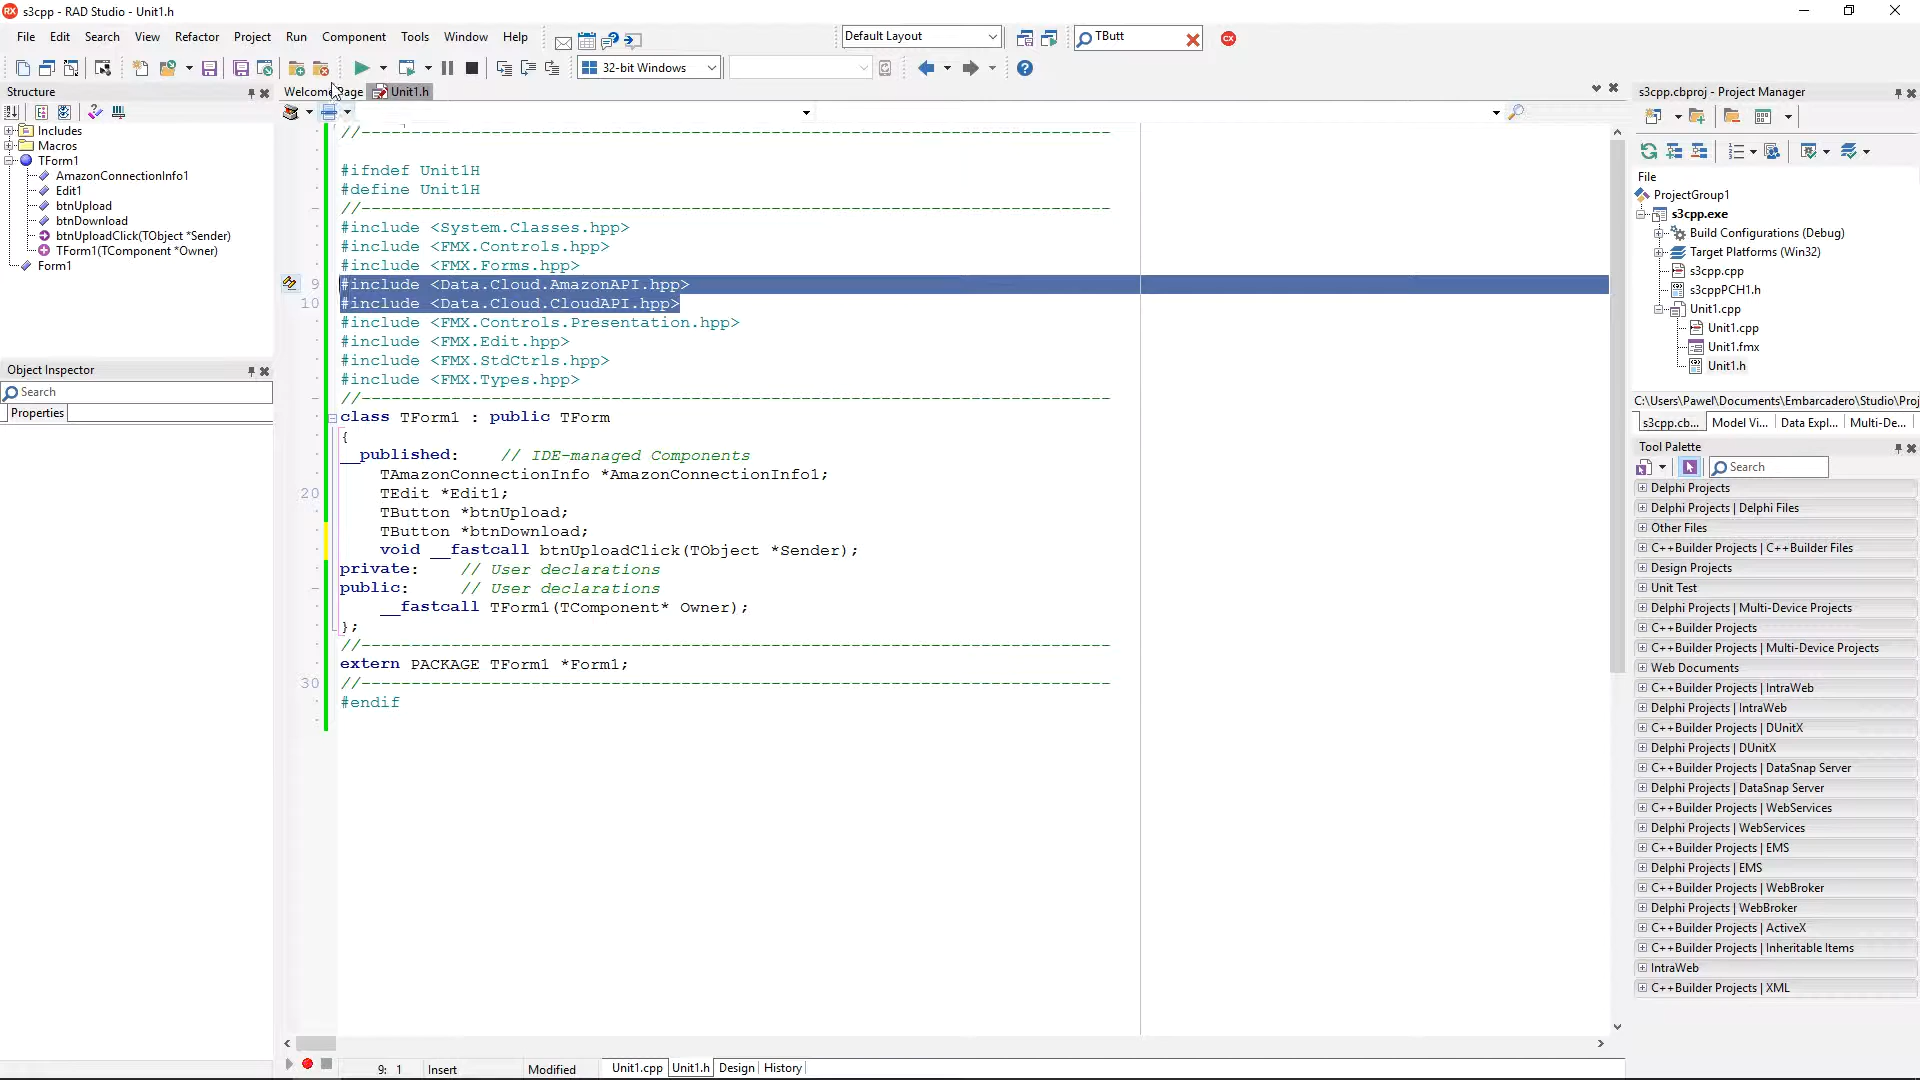 s3cpp - RAD Studio - Unit1.h
File Edit Search View Refactor Project Run Component Tools Window Help
Default Layout
TButt
32-bit Windows
Structure
Welcome Page
Unit1.h
s3cpp.cbproj - Project Manager
Includes
Macros
TForm1
AmazonConnectionInfo1
Edit1
btnUpload
btnDownload
btnUploadClick(TObject *Sender)
TForm1(TComponent *Owner)
Form1
Object Inspector
Search
Properties
//---------------------------------------------------------------------------
#ifndef Unit1H
#define Unit1H
//---------------------------------------------------------------------------
#include <System.Classes.hpp>
#include <FMX.Controls.hpp>
#include <FMX.Forms.hpp>
9 #include <Data.Cloud.AmazonAPI.hpp>
10 #include <Data.Cloud.CloudAPI.hpp>
#include <FMX.Controls.Presentation.hpp>
#include <FMX.Edit.hpp>
#include <FMX.StdCtrls.hpp>
#include <FMX.Types.hpp>
//---------------------------------------------------------------------------
class TForm1 : public TForm
{
__published: // IDE-managed Components
TAmazonConnectionInfo *AmazonConnectionInfo1;
20 TEdit *Edit1;
TButton *btnUpload;
TButton *btnDownload;
void __fastcall btnUploadClick(TObject *Sender);
private: // User declarations
public: // User declarations
__fastcall TForm1(TComponent* Owner);
};
//---------------------------------------------------------------------------
extern PACKAGE TForm1 *Form1;
30 //---------------------------------------------------------------------------
#endif
9: 1 Insert Modified Unit1.cpp Unit1.h Design History
File
ProjectGroup1
s3cpp.exe
Build Configurations (Debug)
Target Platforms (Win32)
s3cpp.cpp
s3cppPCH1.h
Unit1.cpp
Unit1.cpp
Unit1.fmx
Unit1.h
C:\Users\Pawel\Documents\Embarcadero\Studio\Proj
s3cpp.cb... Model Vi... Data Expl... Multi-De...
Tool Palette
Search
Delphi Projects
Delphi Projects | Delphi Files
Other Files
C++Builder Projects | C++Builder Files
Design Projects
Unit Test
Delphi Projects | Multi-Device Projects
C++Builder Projects
C++Builder Projects | Multi-Device Projects
Web Documents
C++Builder Projects | IntraWeb
Delphi Projects | IntraWeb
C++Builder Projects | DUnitX
Delphi Projects | DUnitX
C++Builder Projects | DataSnap Server
Delphi Projects | DataSnap Server
C++Builder Projects | WebServices
Delphi Projects | WebServices
C++Builder Projects | EMS
Delphi Projects | EMS
C++Builder Projects | WebBroker
Delphi Projects | WebBroker
C++Builder Projects | ActiveX
C++Builder Projects | Inheritable Items
IntraWeb
C++Builder Projects | XML